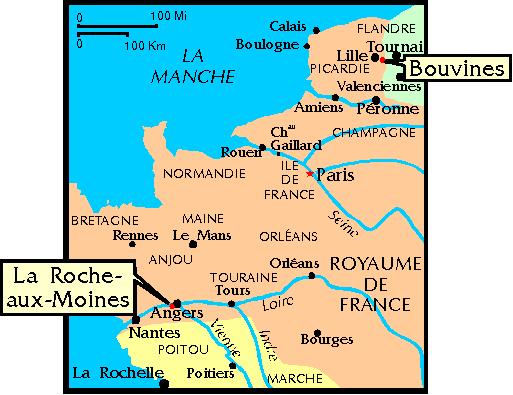 0 100 Mi
0 100 Km
Calais
FLANDRE
Boulogne
LA
MANCHE
Lille
Tournai
PICARDIE
Bouvines
Valenciennes
Amiens
Péronne
Chau
Gaillard
CHAMPAGNE
Rouen
NORMANDIE
ILE
DE
FRANCE
Paris
Seine
BRETAGNE
MAINE
Rennes
Le Mans
ORLÉANS
ANJOU
La Roche-
aux-Moines
TOURAINE
Orléans
ROYAUME
DE
FRANCE
Tours
Loire
Angers
Nantes
Vienne
Indre
Bourges
POITOU
La Rochelle
Poitiers
MARCHE